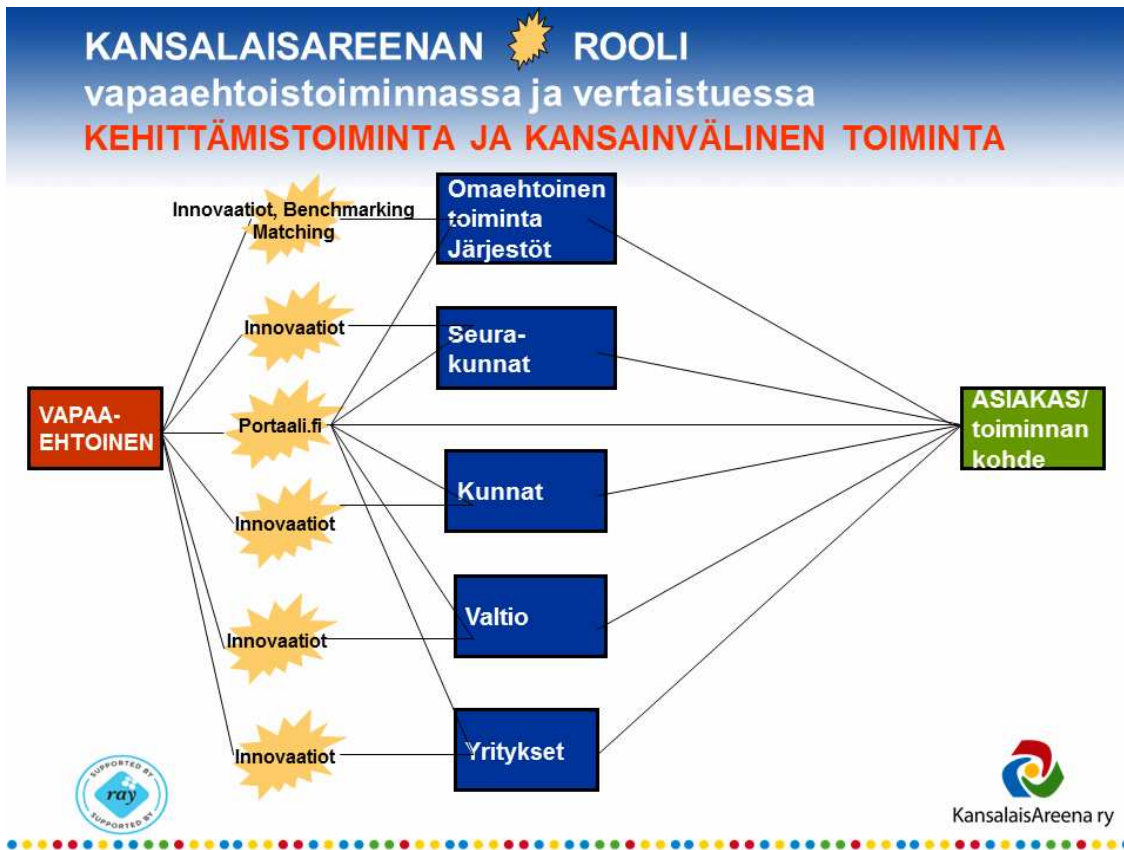 KANSALAISAREENAN ROOLI
vapaaehtoistoiminnassa ja vertaistuessa
KEHITTÄMISTOIMINTA JA KANSAINVÄLINEN TOIMINTA
Innovaatiot, Benchmarking
Matching
Omaehtoinen
toiminta
Järjestöt
Innovaatiot
Seura-
kunnat
VAPAA-
EHTOINEN
Portaali.fi
ASIAKAS/
toiminnan
kohde
Innovaatiot
Kunnat
Innovaatiot
Valtio
Innovaatiot
Yritykset
SUPPORTED BY
ray
SUPPORTED BY
KansalaisAreena ry